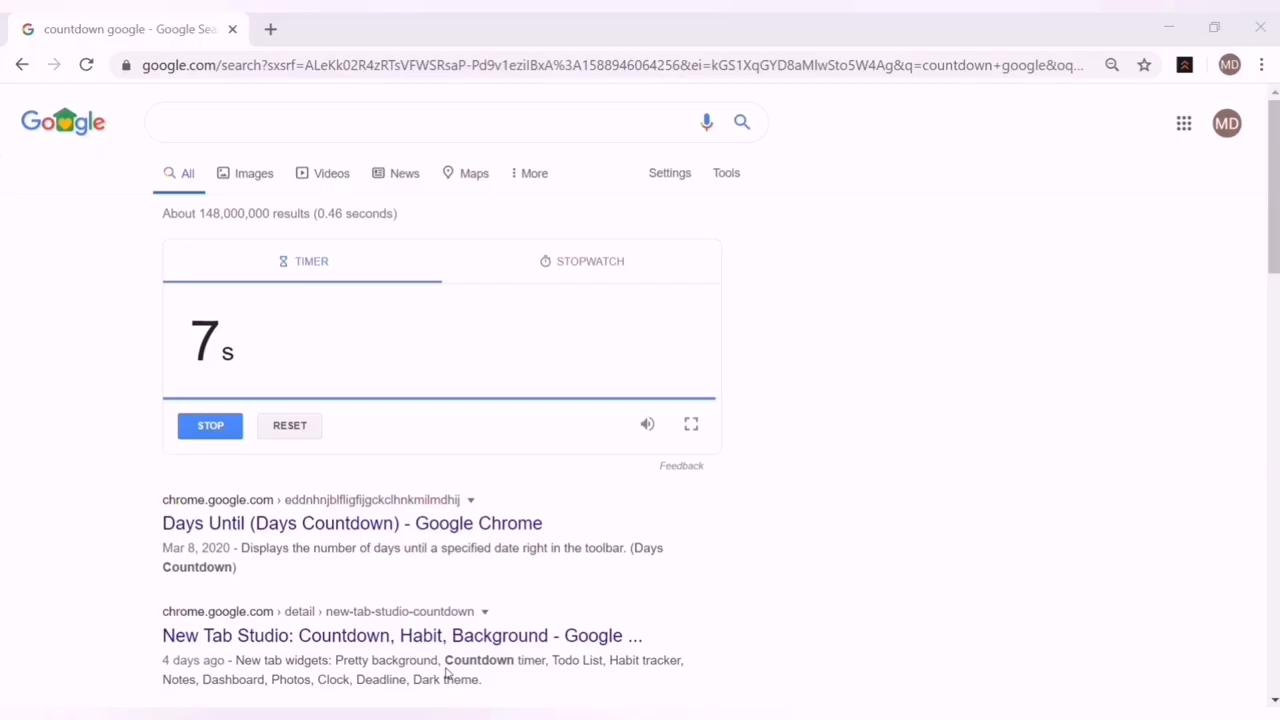 countdown google - Google Sea
google.com/search?sxsrf=ALeKk02R4zRTsVFWSRsaP-Pd9v1eziIBxA%3A1588946064256&ei=kGS1XqGYD8aMlwSto5W4Ag&q=countdown+google&oq...
MD
Google
MD
All Images Videos News Maps More Settings Tools
About 148,000,000 results (0.46 seconds)
TIMER STOPWATCH
7 s
STOP RESET
Feedback
chrome.google.com › eddnhnjblfligfijgckclhnkmilmdhij
Days Until (Days Countdown) - Google Chrome
Mar 8, 2020 - Displays the number of days until a specified date right in the toolbar. (Days
Countdown)
chrome.google.com › detail › new-tab-studio-countdown
New Tab Studio: Countdown, Habit, Background - Google ...
4 days ago - New tab widgets: Pretty background, Countdown timer, Todo List, Habit tracker,
Notes, Dashboard, Photos, Clock, Deadline, Dark theme.